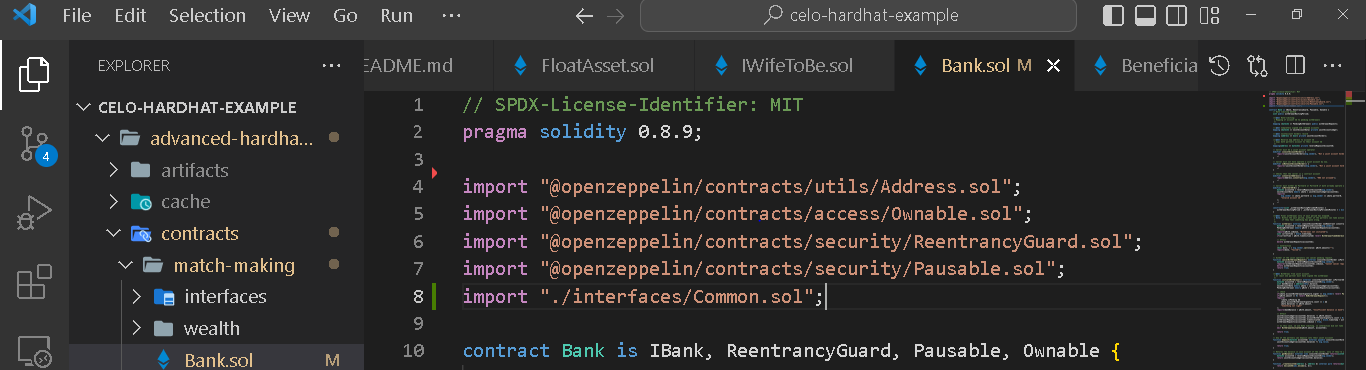 File Edit Selection View Go Run ··· celo-hardhat-example
EXPLORER ···
EADME.md FloatAsset.sol IWifeToBe.sol Bank.sol M Beneficia ···
CELO-HARDHAT-EXAMPLE
advanced-hardha...
artifacts
cache
contracts
match-making
interfaces
wealth
Bank.sol M
4
1 // SPDX-License-Identifier: MIT
2 pragma solidity 0.8.9;
3
4 import "@openzeppelin/contracts/utils/Address.sol";
5 import "@openzeppelin/contracts/access/Ownable.sol";
6 import "@openzeppelin/contracts/security/ReentrancyGuard.sol";
7 import "@openzeppelin/contracts/security/Pausable.sol";
8 import "./interfaces/Common.sol";
9
10 contract Bank is IBank, ReentrancyGuard, Pausable, Ownable {